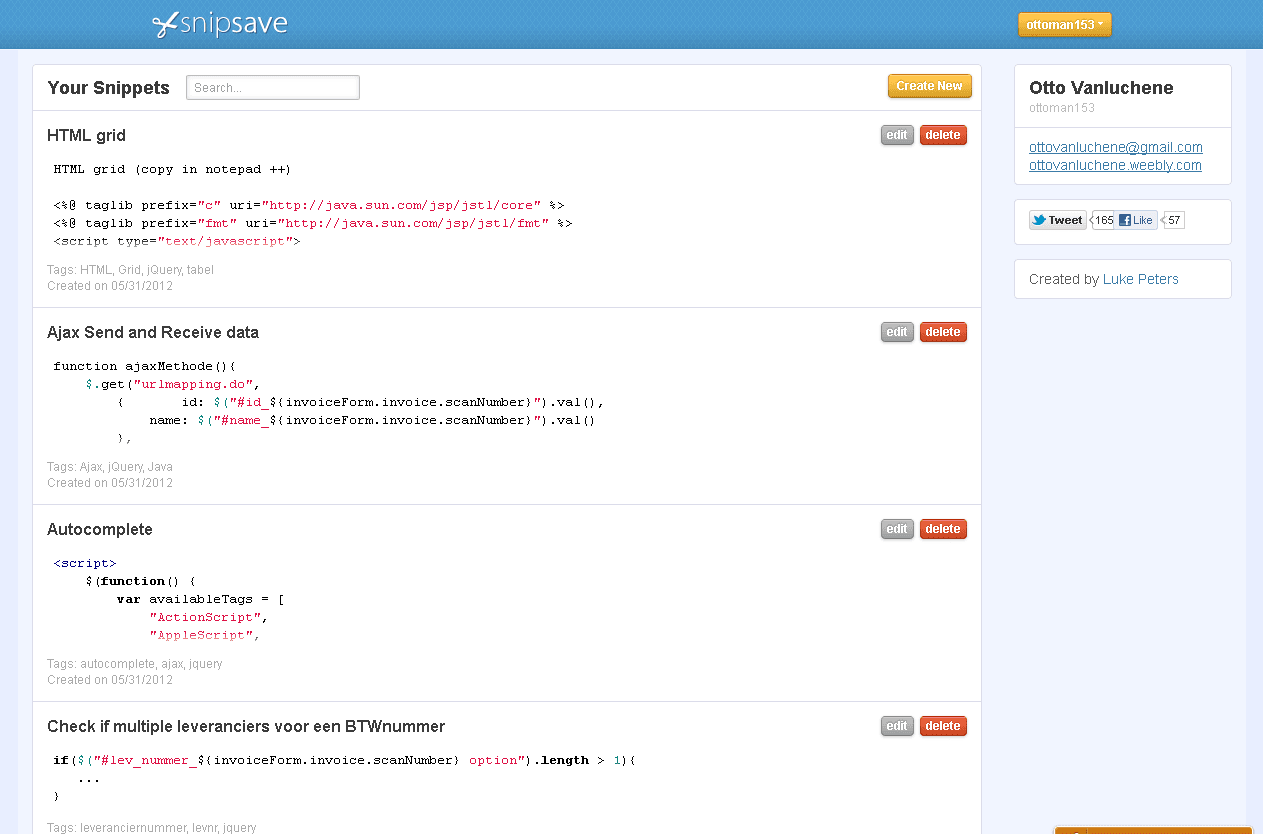 snipsave
ottoman153
Your Snippets
Search...
Create New
HTML grid
edit
delete
HTML grid (copy in notepad ++)
<%@ taglib prefix="c" uri="http://java.sun.com/jsp/jstl/core" %>
<%@ taglib prefix="fmt" uri="http://java.sun.com/jsp/jstl/fmt" %>
<script type="text/javascript">
Tags: HTML, Grid, jQuery, tabel
Created on 05/31/2012
Ajax Send and Receive data
edit
delete
function ajaxMethode(){
$.get("urlmapping.do",
{ id: $("#id_${invoiceForm.invoice.scanNumber}").val(),
name: $("#name_${invoiceForm.invoice.scanNumber}").val()
},
Tags: Ajax, jQuery, Java
Created on 05/31/2012
Autocomplete
edit
delete
<script>
$(function() {
var availableTags = [
"ActionScript",
"AppleScript",
Tags: autocomplete, ajax, jquery
Created on 05/31/2012
Check if multiple leveranciers voor een BTWnummer
edit
delete
if($("#lev_nummer_${invoiceForm.invoice.scanNumber} option").length > 1){
...
}
Tags: leveranciernummer, levnr, jquery
Otto Vanluchene
ottoman153
ottovanluchene@gmail.com
ottovanluchene.weebly.com
Tweet 165 Like 57
Created by Luke Peters